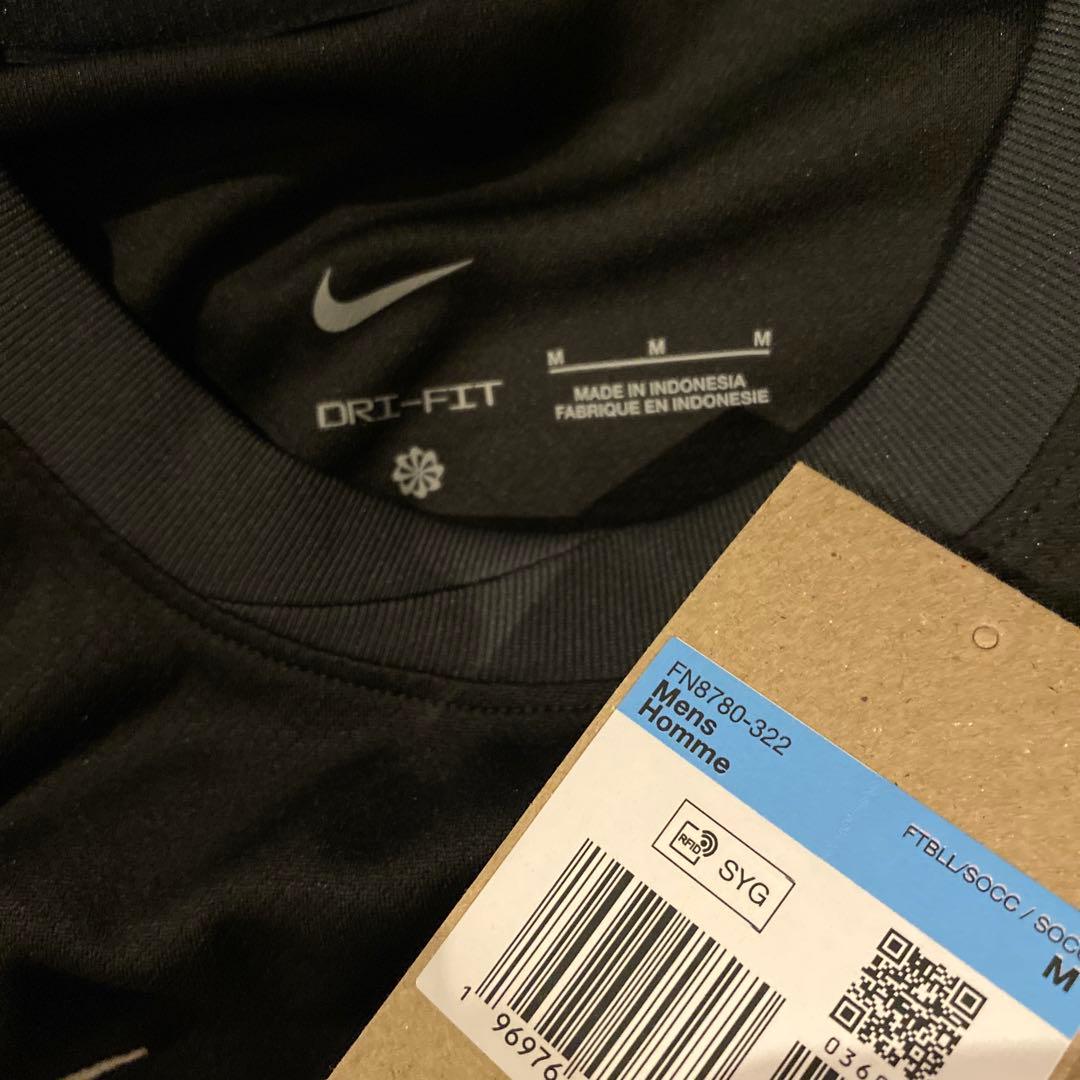 M M M
DRI-FIT
MADE IN INDONESIA
FABRIQUE EN INDONESIE
FN8780-322
Mens
Homme
FTBLL/SOCC / SOCC
M
RFID SYG
1 96976
036